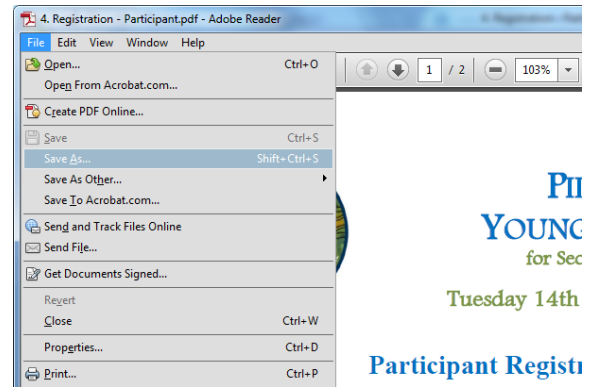 4. Registration - Participant.pdf - Adobe Reader
File Edit View Window Help
Open... Ctrl+O
Open From Acrobat.com...
Create PDF Online...
Save Ctrl+S
Save As... Shift+Ctrl+S
Save As Other...
Save To Acrobat.com...
Send and Track Files Online
Send File...
Get Documents Signed...
Revert
Close Ctrl+W
Properties... Ctrl+D
Print... Ctrl+P
1 / 2 103%
YOUNG
for Sec
Tuesday 14th
Participant Registr